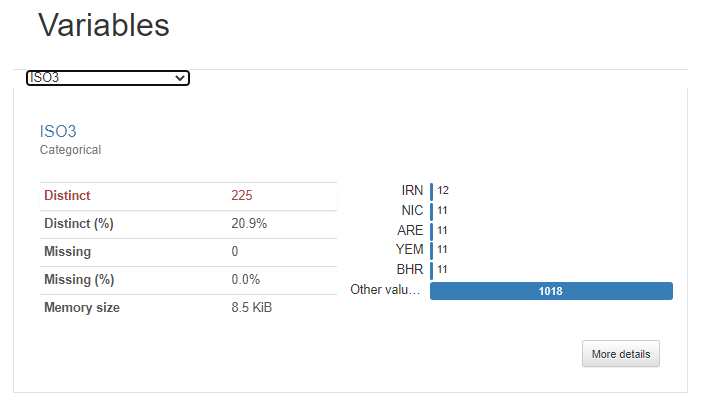 Variables
ISO3
ISO3
Categorical
Distinct 225
Distinct (%) 20.9%
Missing 0
Missing (%) 0.0%
Memory size 8.5 KiB
IRN 12
NIC 11
ARE 11
YEM 11
BHR 11
Other valu… 1018
More details